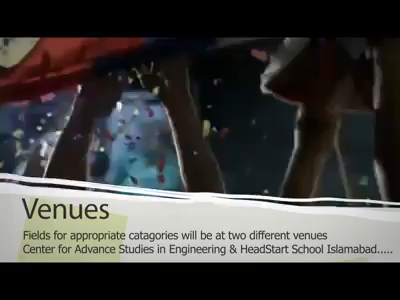 Venues
Fields for appropriate catagories will be at two different venues
Center for Advance Studies in Engineering & HeadStart School Islamabad.....